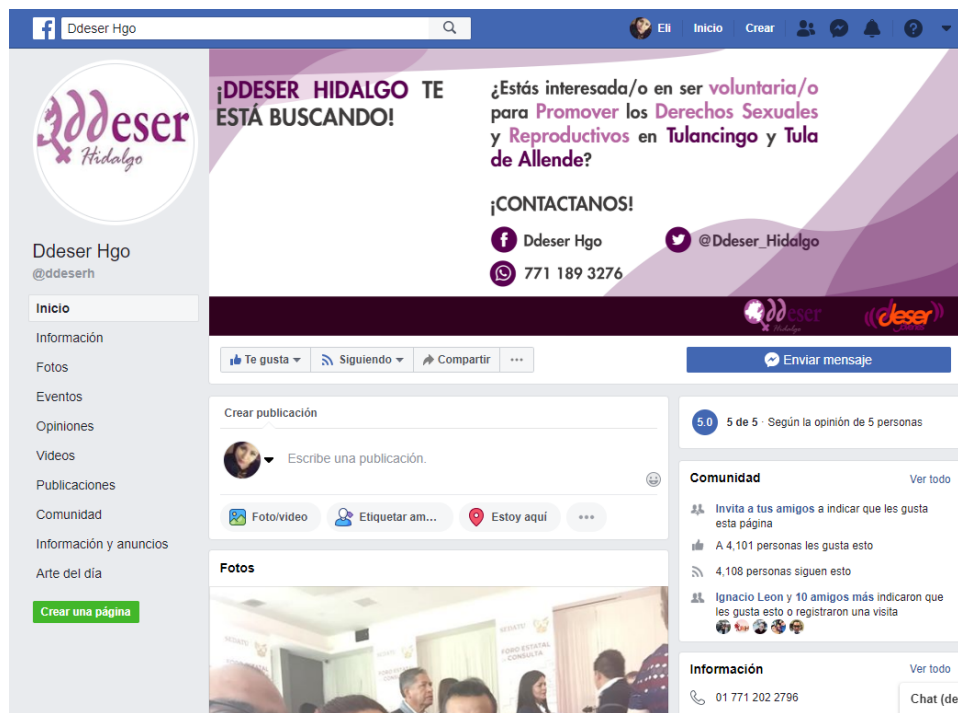 Ddeser Hgo
Eli
Inicio
Crear
ddeser
Hidalgo
Ddeser Hgo
@ddeserh
Inicio
Información
Fotos
Eventos
Opiniones
Videos
Publicaciones
Comunidad
Información y anuncios
Arte del día
Crear una página
¡DDESER HIDALGO TE
ESTÁ BUSCANDO!
¿Estás interesada/o en ser voluntaria/o
para Promover los Derechos Sexuales
y Reproductivos en Tulancingo y Tula
de Allende?
¡CONTACTANOS!
Ddeser Hgo
@Ddeser_Hidalgo
771 189 3276
ddeser
Hidalgo
ddeser
Te gusta
Siguiendo
Compartir
Enviar mensaje
Crear publicación
Escribe una publicación.
Foto/video
Etiquetar am...
Estoy aquí
Fotos
FORO ESTATAL
CONSULTA
5.0
5 de 5 · Según la opinión de 5 personas
Comunidad
Ver todo
Invita a tus amigos a indicar que les gusta
esta página
A 4,101 personas les gusta esto
4,108 personas siguen esto
Ignacio Leon y 10 amigos más indicaron que
les gusta esto o registraron una visita
Información
Ver todo
01 771 202 2796
Chat (de